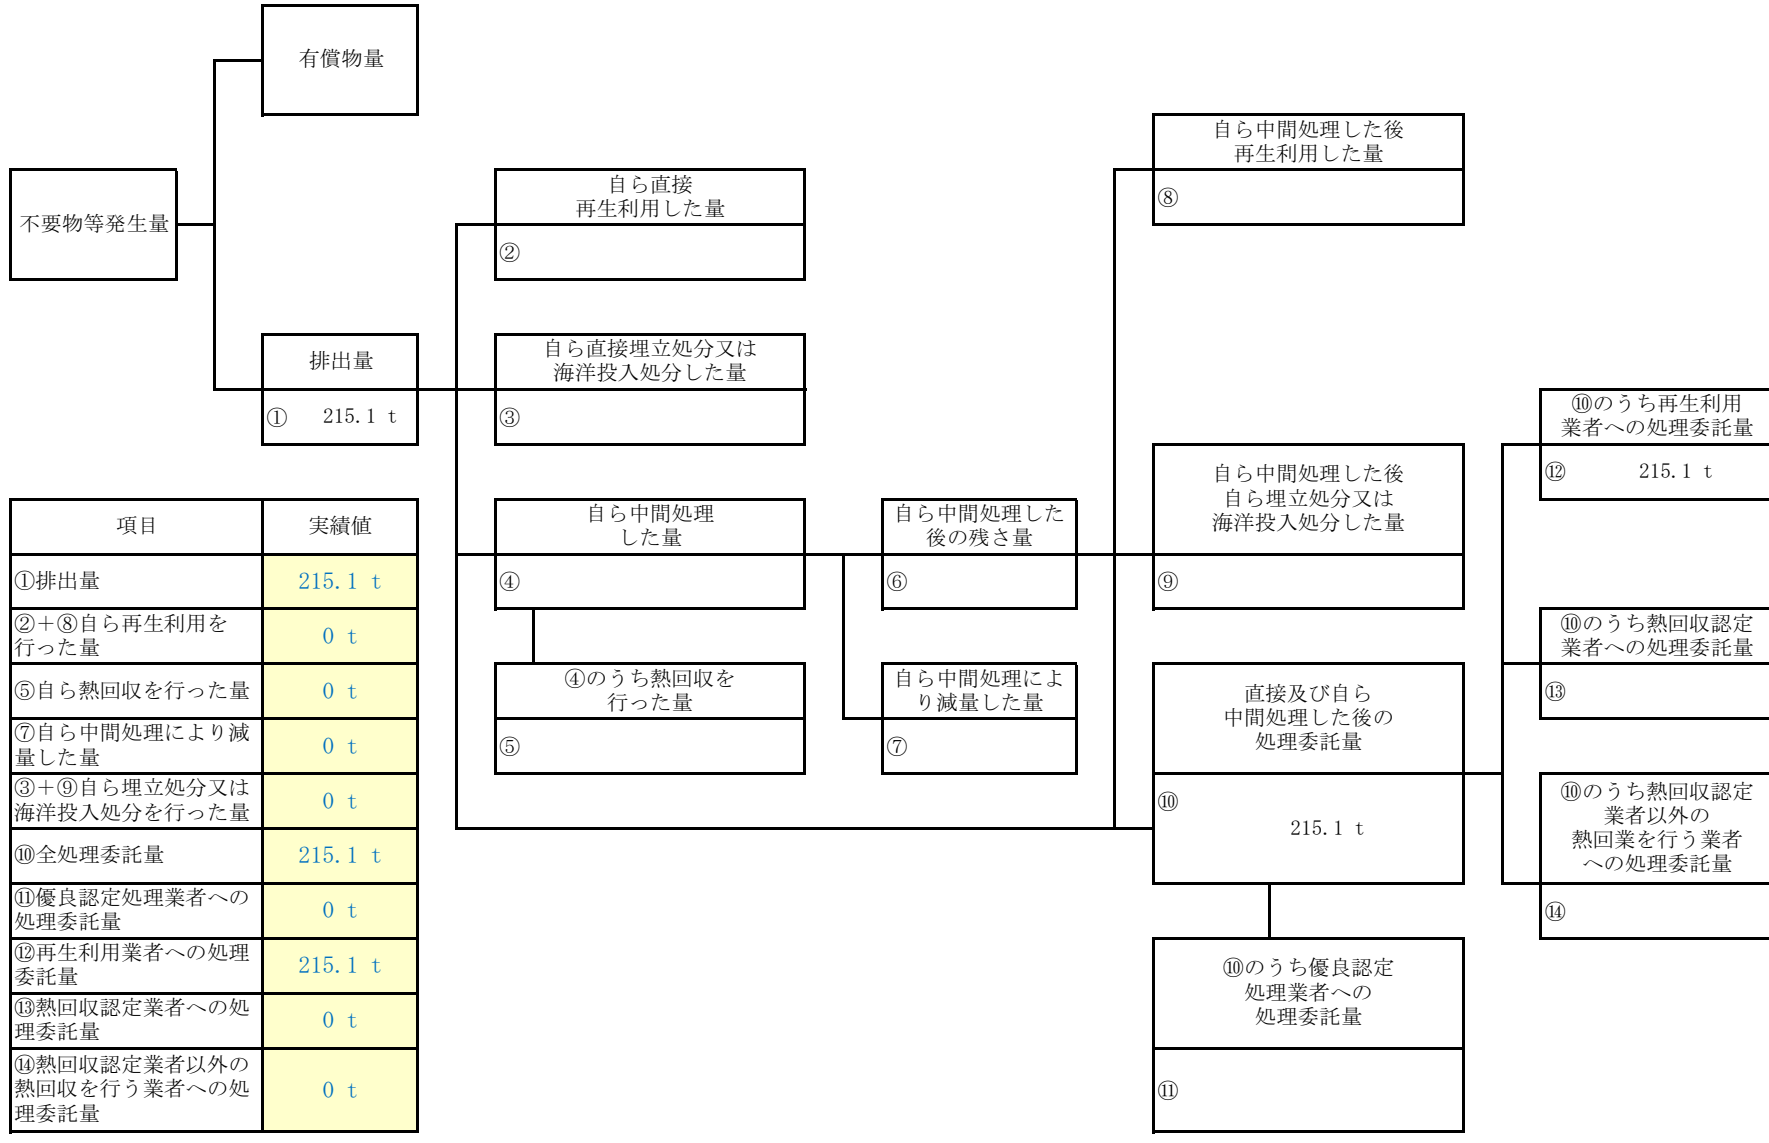 有償物量
不要物等発生量
排出量
① 215.1 t
自ら直接
再生利用した量
②
自ら直接埋立処分又は
海洋投入処分した量
③
自ら中間処理
した量
④
④のうち熱回収を
行った量
⑤
自ら中間処理した
後の残さ量
⑥
自ら中間処理によ
り減量した量
⑦
自ら中間処理した後
再生利用した量
⑧
自ら中間処理した後
自ら埋立処分又は
海洋投入処分した量
⑨
直接及び自ら
中間処理した後の
処理委託量
⑩
215.1 t
⑩のうち優良認定
処理業者への
処理委託量
⑪
⑩のうち再生利用
業者への処理委託量
⑫ 215.1 t
⑩のうち熱回収認定
業者への処理委託量
⑬
⑩のうち熱回収認定
業者以外の
熱回業を行う業者
への処理委託量
⑭
項目 実績値
①排出量 215.1 t
②+⑧自ら再生利用を
行った量 0 t
⑤自ら熱回収を行った量 0 t
⑦自ら中間処理により減
量した量 0 t
③+⑨自ら埋立処分又は
海洋投入処分を行った量 0 t
⑩全処理委託量 215.1 t
⑪優良認定処理業者への
処理委託量 0 t
⑫再生利用業者への処理
委託量 215.1 t
⑬熱回収認定業者への処
理委託量 0 t
⑭熱回収認定業者以外の
熱回収を行う業者への処
理委託量 0 t